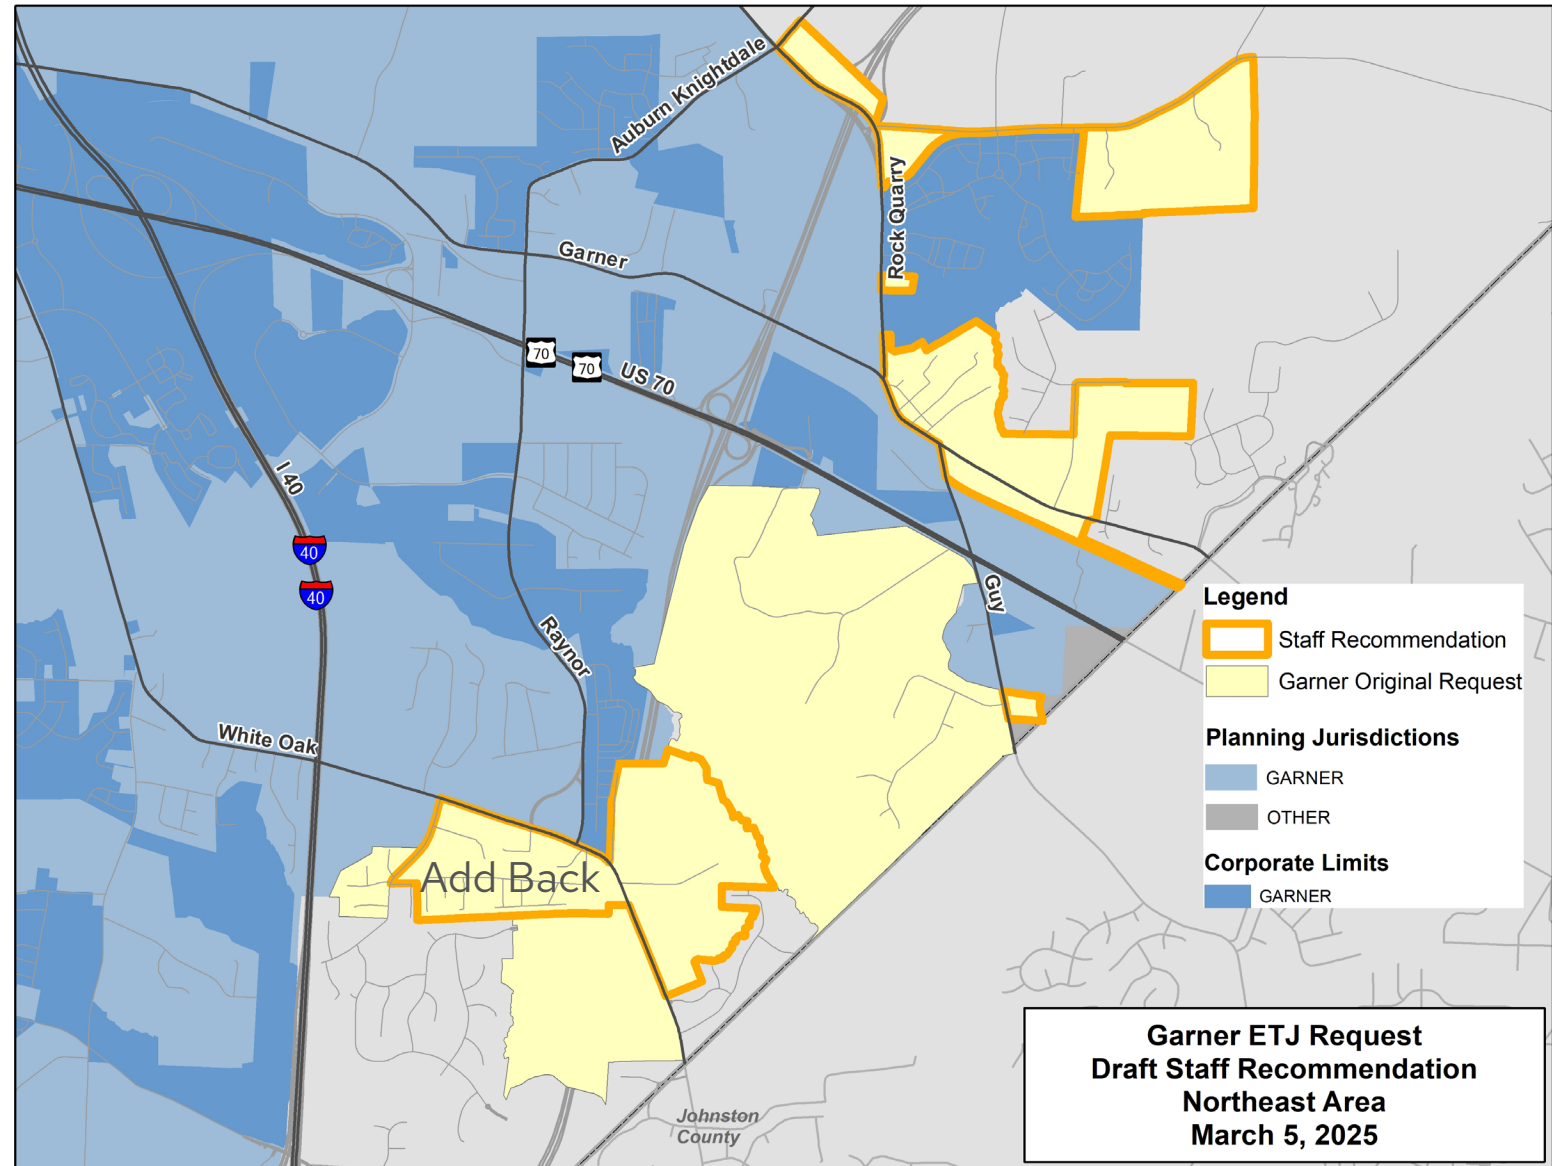 Auburn Knightdale
Rock Quarry
Garner
70
70
US 70
I 40
40
40
Guy
Raynor
White Oak
Add Back
Legend
Staff Recommendation
Garner Original Request
Planning Jurisdictions
GARNER
OTHER
Corporate Limits
GARNER
Johnston
County
Garner ETJ Request
Draft Staff Recommendation
Northeast Area
March 5, 2025